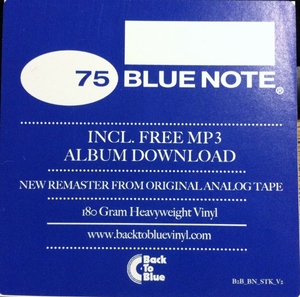 75 BLUE NOTE®
INCL. FREE MP3
ALBUM DOWNLOAD
NEW REMASTER FROM ORIGINAL ANALOG TAPE
180 Gram Heavyweight Vinyl
www.backtobluevinyl.com
Back
To
Blue
B2B_BN_STK_V2